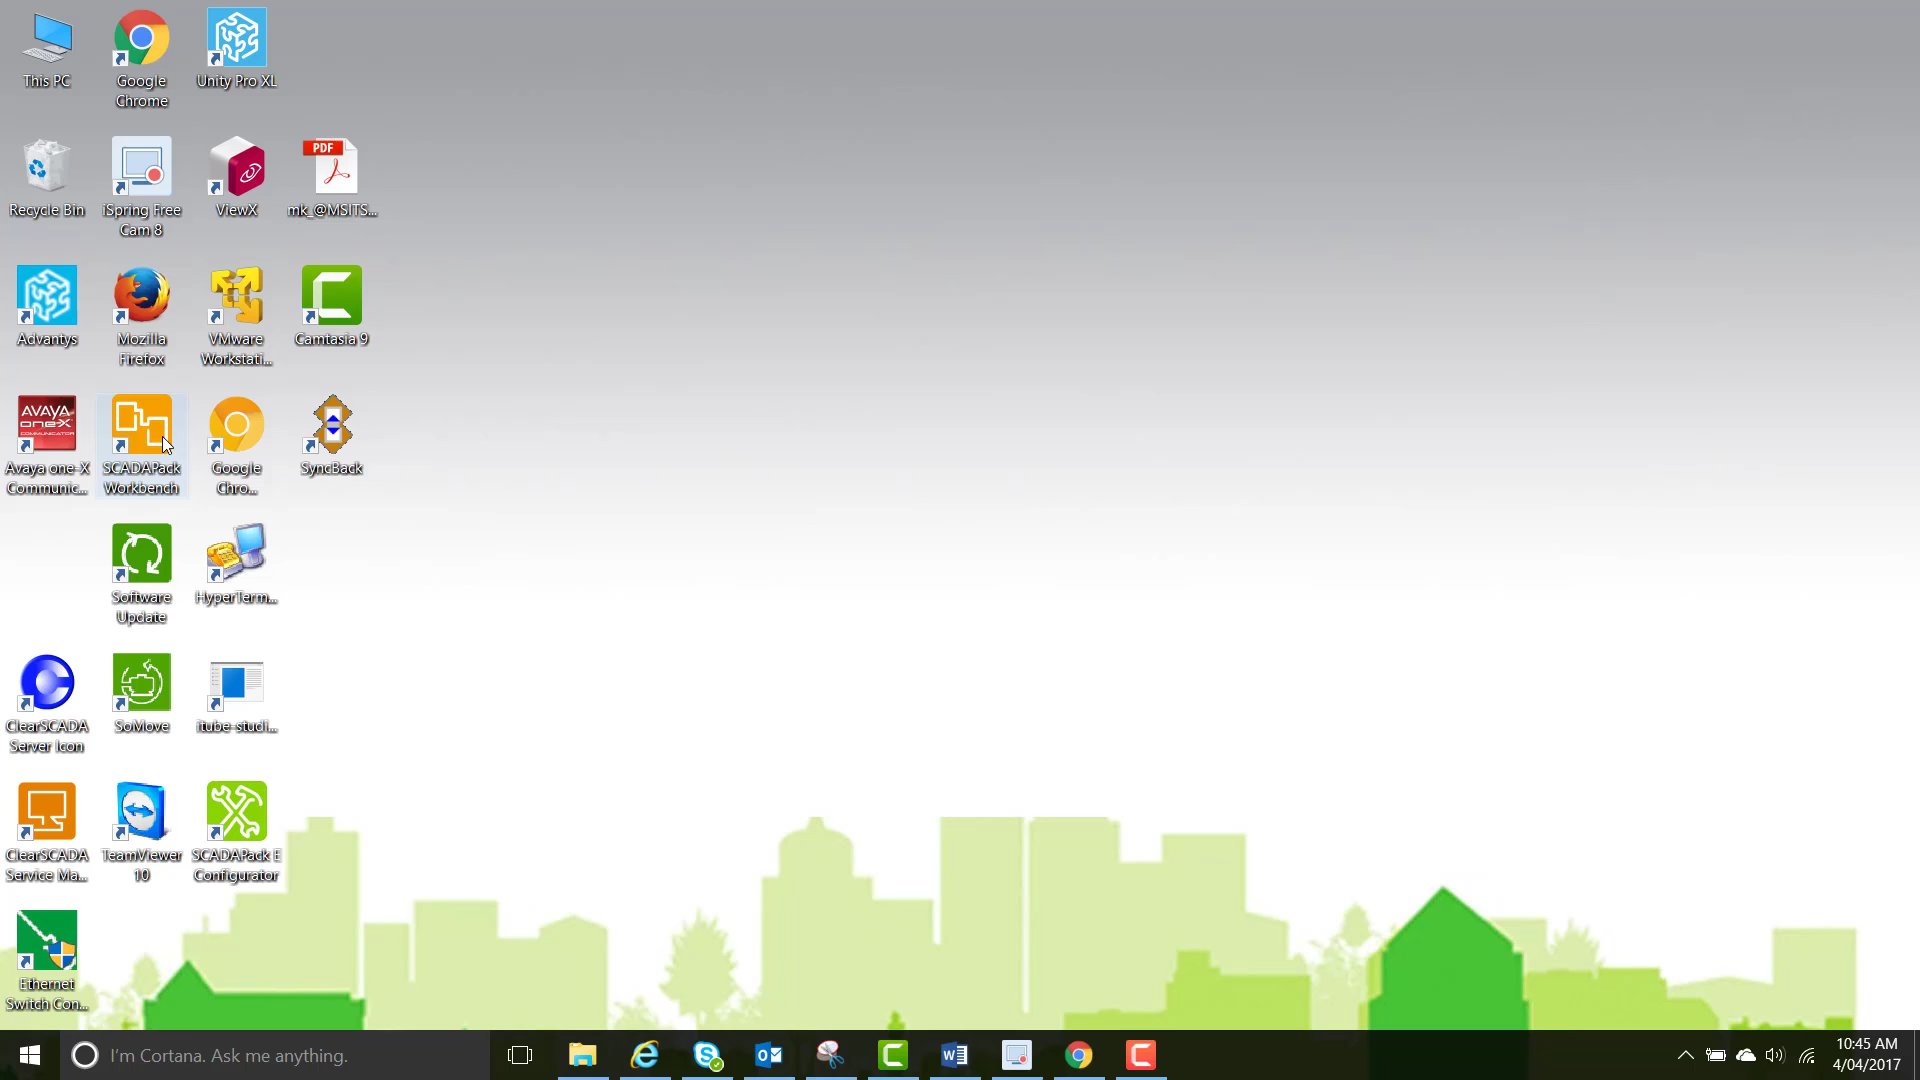 This PC
Google
Chrome
Unity Pro XL
Recycle Bin
iSpring Free
Cam 8
ViewX
PDF
mk_@MSITS...
Advantys
Mozilla
Firefox
VMware
Workstati...
Camtasia 9
AVAYA
one-X
COMMUNICATOR
Avaya one-X
Communic...
SCADAPack
Workbench
Google
Chro...
SyncBack
Software
Update
HyperTerm...
ClearSCADA
Server Icon
SoMove
itube-studi...
ClearSCADA
Service Ma...
TeamViewer
10
SCADAPack E
Configurator
Ethernet
Switch Con...
I'm Cortana. Ask me anything.
10:45 AM
4/04/2017